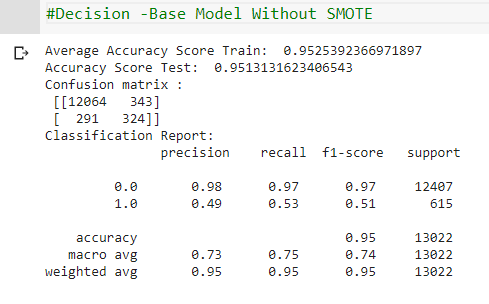 #Decision -Base Model Without SMOTE
Average Accuracy Score Train:  0.9525392366971897
Accuracy Score Test:  0.9513131623406543
Confusion matrix :
[[12064   343]
[  291   324]]
Classification Report:
precision    recall  f1-score   support
0.0       0.98      0.97      0.97     12407
1.0       0.49      0.53      0.51       615
accuracy                           0.95     13022
macro avg       0.73      0.75      0.74     13022
weighted avg       0.95      0.95      0.95     13022